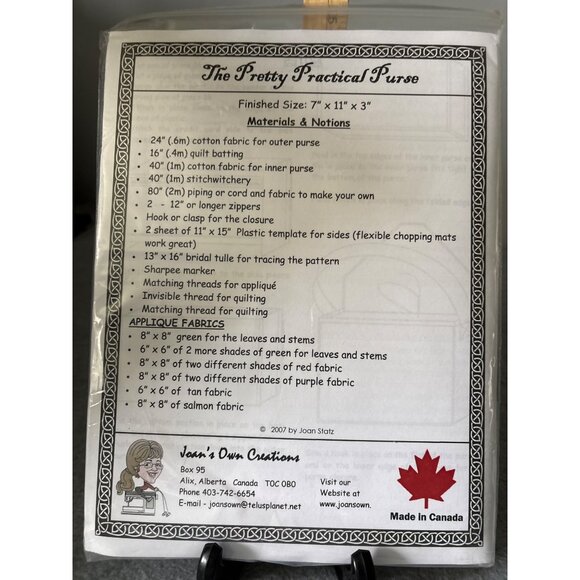 The Pretty Practical Purse
Finished Size: 7" x 11" x 3"
Materials & Notions
• 24" (.6m) cotton fabric for outer purse
• 16" (.4m) quilt batting
• 40" (1m) cotton fabric for inner purse
• 40" (1m) stitchwitchery
• 80" (2m) piping or cord and fabric to make your own
• 2 - 12" or longer zippers
• Hook or clasp for the closure
• 2 sheet of 11" x 15" Plastic template for sides (flexible chopping mats
work great)
• 13" x 16" bridal tulle for tracing the pattern
• Sharpee marker
• Matching threads for appliqué
• Invisible thread for quilting
• Matching thread for quilting
APPLIQUE FABRICS
• 8" x 8" green for the leaves and stems
• 6" x 6" of 2 more shades of green for leaves and stems
• 8" x 8" of two different shades of red fabric
• 8" x 8" of two different shades of purple fabric
• 6" x 6" of tan fabric
• 8" x 8" of salmon fabric
© 2007 by Joan Statz
Joan's Own Creations
Box 95
Alix, Alberta Canada T0C 0B0
Phone 403-742-6654
E-mail - joansown@telusplanet.net
Visit our
Website at
www.joansown.
Made in Canada